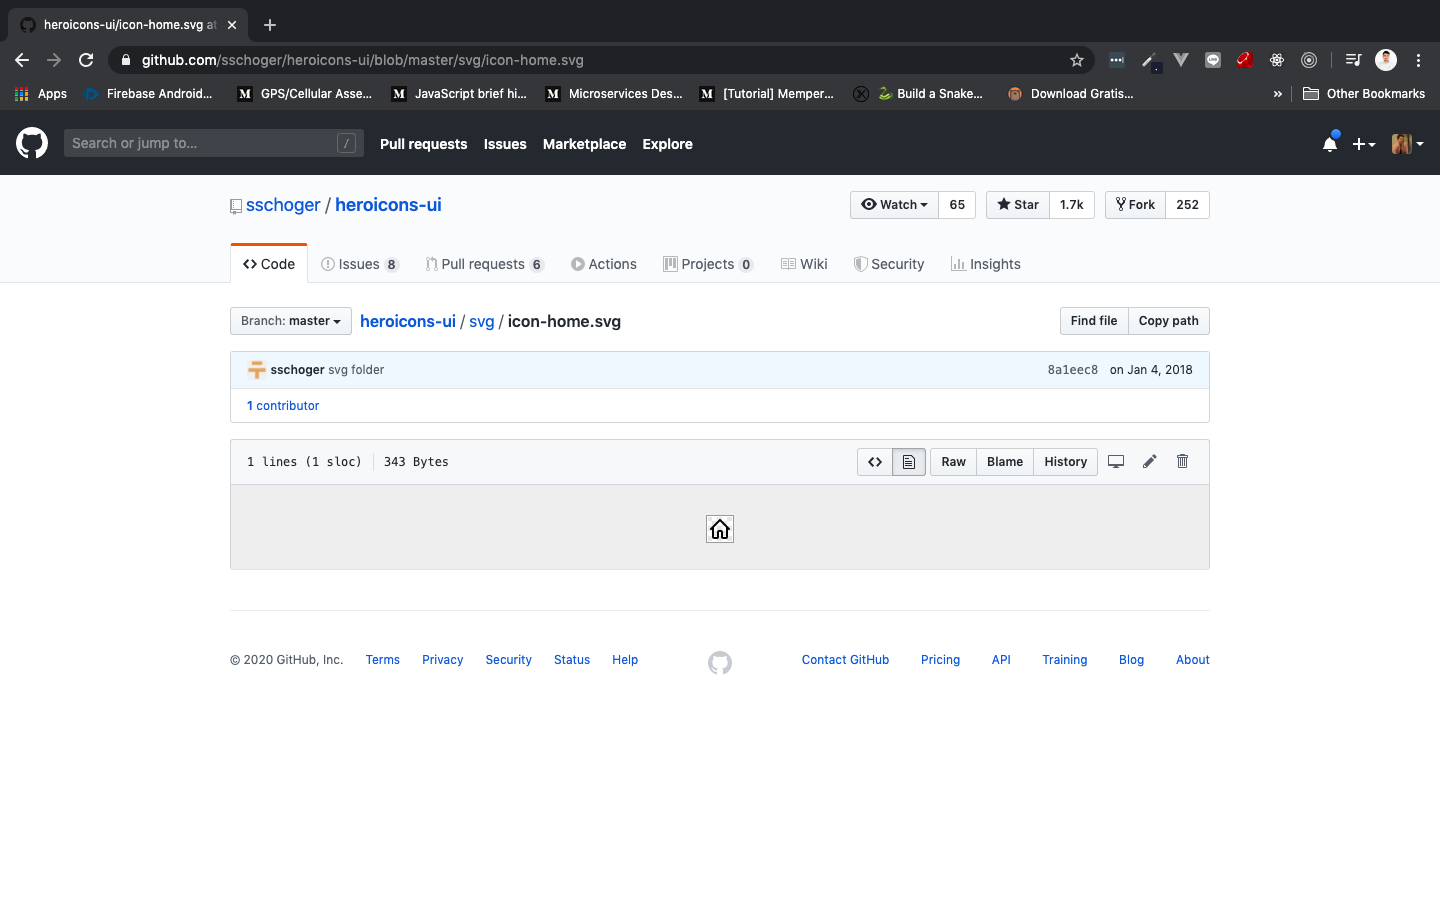 heroicons-ui/icon-home.svg at
github.com/sschoger/heroicons-ui/blob/master/svg/icon-home.svg
Apps Firebase Android... GPS/Cellular Asse... JavaScript brief hi... Microservices Des... [Tutorial] Memper... Build a Snake... Download Gratis... » Other Bookmarks
Search or jump to... / Pull requests Issues Marketplace Explore
sschoger / heroicons-ui Watch 65 Star 1.7k Fork 252
Code Issues 8 Pull requests 6 Actions Projects 0 Wiki Security Insights
Branch: master heroicons-ui / svg / icon-home.svg Find file Copy path
sschoger svg folder 8a1eec8 on Jan 4, 2018
1 contributor
1 lines (1 sloc) 343 Bytes Raw Blame History
© 2020 GitHub, Inc. Terms Privacy Security Status Help Contact GitHub Pricing API Training Blog About